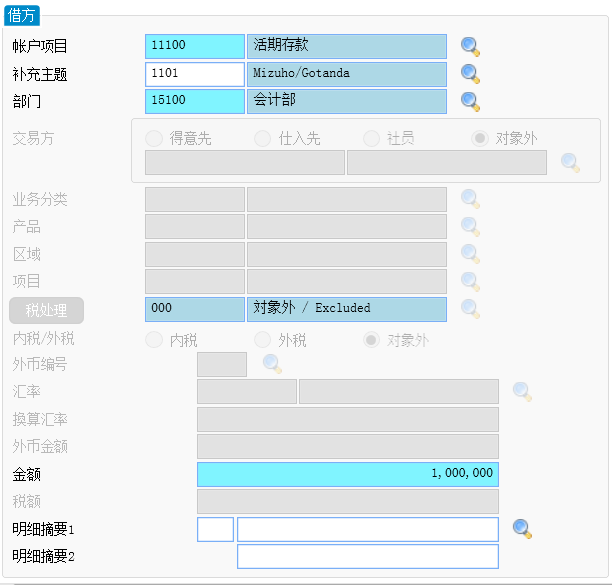 借方
帐户项目 11100 活期存款
补充主题 1101 Mizuho/Gotanda
部门 15100 会计部
交易方 得意先 仕入先 社员 对象外
业务分类
产品
区域
项目
税处理 000 对象外 / Excluded
内税/外税 内税 外税 对象外
外币编号
汇率
换算汇率
外币金额
金额 1,000,000
税额
明细摘要1
明细摘要2